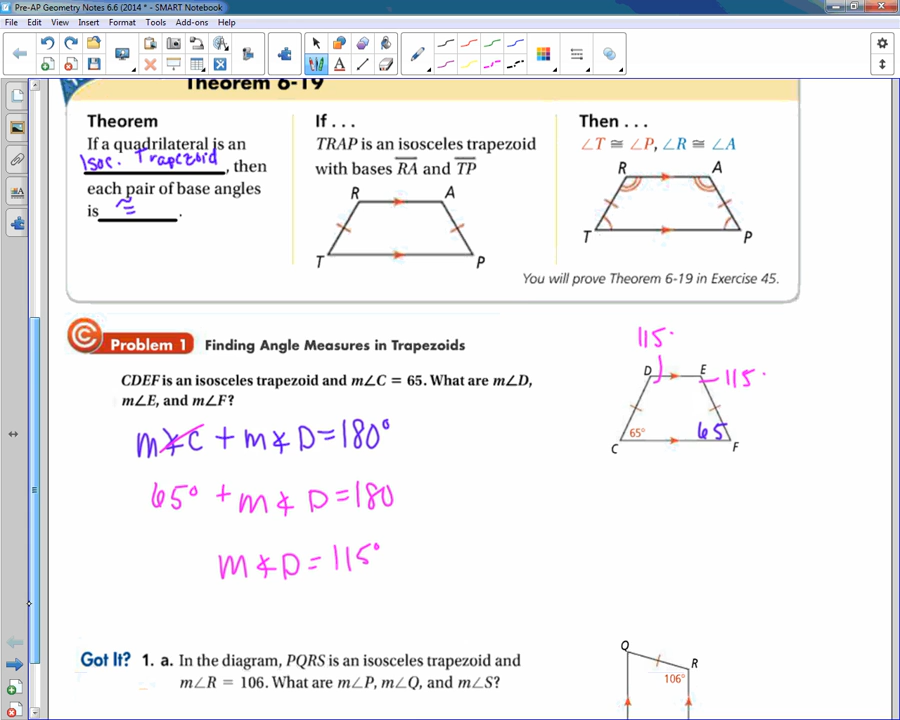 Pre-AP Geometry Notes 6.6 (2014 * - SMART Notebook
File Edit View Insert Format Tools Add-ons Help
Theorem 6-19
Theorem
If a quadrilateral is an
Isoc. Trapezoid, then
each pair of base angles
is ≅.
If . . .
TRAP is an isosceles trapezoid
with bases RA and TP
R A
T P
Then . . .
∠T ≅ ∠P, ∠R ≅ ∠A
R A
T P
You will prove Theorem 6-19 in Exercise 45.
C Problem 1 Finding Angle Measures in Trapezoids
CDEF is an isosceles trapezoid and m∠C = 65. What are m∠D,
m∠E, and m∠F?
m∡C + m∡D = 180°
65° + m∡D = 180
m∡D = 115°
115.
D E 115.
65° 65
C F
Got It? 1. a. In the diagram, PQRS is an isosceles trapezoid and
m∠R = 106. What are m∠P, m∠Q, and m∠S?
Q
R
106°